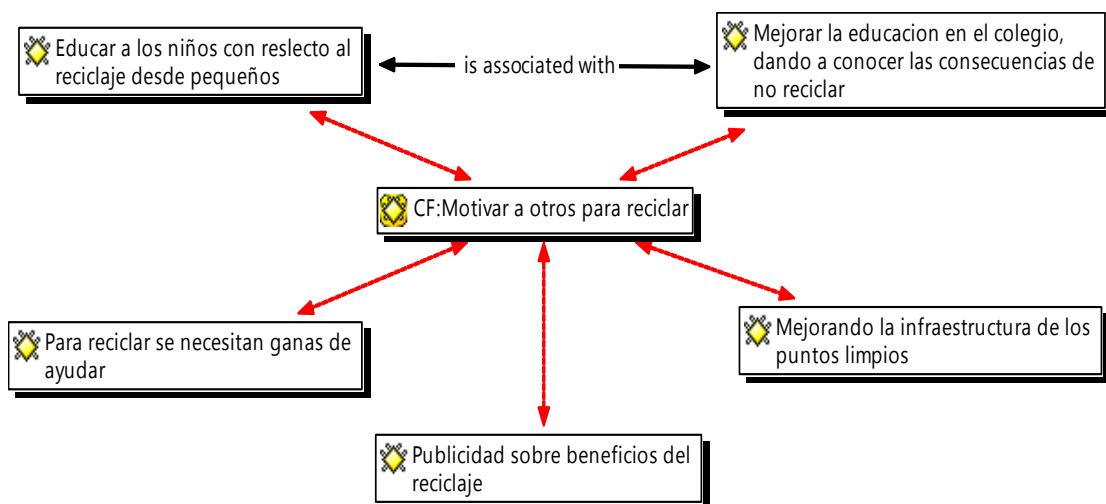 Educar a los niños con reslecto al
reciclaje desde pequeños
is associated with
Mejorar la educacion en el colegio,
dando a conocer las consecuencias de
no reciclar
CF:Motivar a otros para reciclar
Para reciclar se necesitan ganas de
ayudar
Mejorando la infraestructura de los
puntos limpios
Publicidad sobre beneficios del
reciclaje